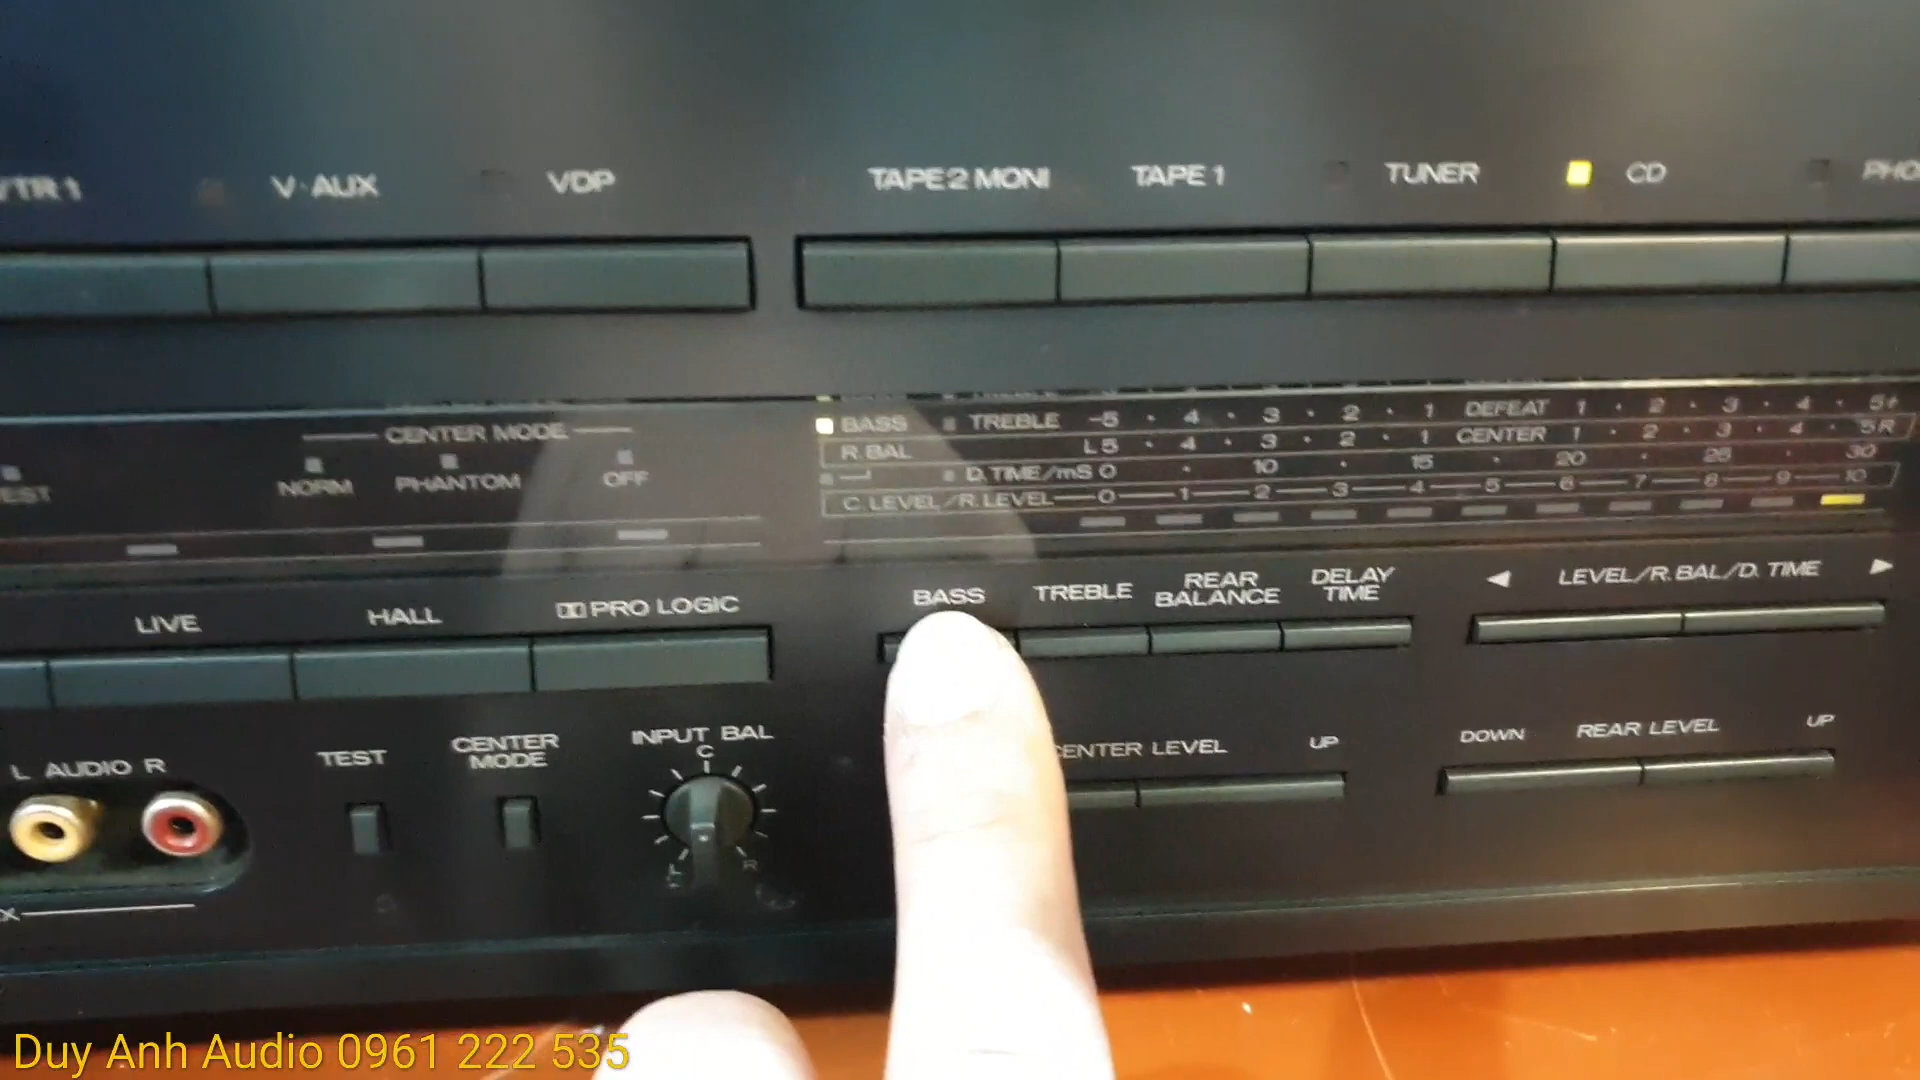 VTR 1 V·AUX VDP TAPE 2 MONI TAPE 1 TUNER CD PHO
CENTER MODE
NORM PHANTOM OFF
BASS TREBLE -5 · 4 · 3 · 2 · 1 DEFEAT 1 · 2 · 3 · 4 · 5+
R. BAL L5 · 4 · 3 · 2 · 1 CENTER 1 · 2 · 3 · 4 · 5R
D. TIME/mS 0 · 10 · 15 · 20 · 25 · 30
C. LEVEL/R. LEVEL 0 1 2 3 4 5 6 7 8 9 10
EST
LIVE HALL PRO LOGIC
BASS TREBLE REAR BALANCE DELAY TIME ◀ LEVEL/R. BAL/D. TIME ▶
L AUDIO R TEST CENTER MODE INPUT BAL
C
L R
CENTER LEVEL UP DOWN REAR LEVEL UP
X
Duy Anh Audio 0961 222 535